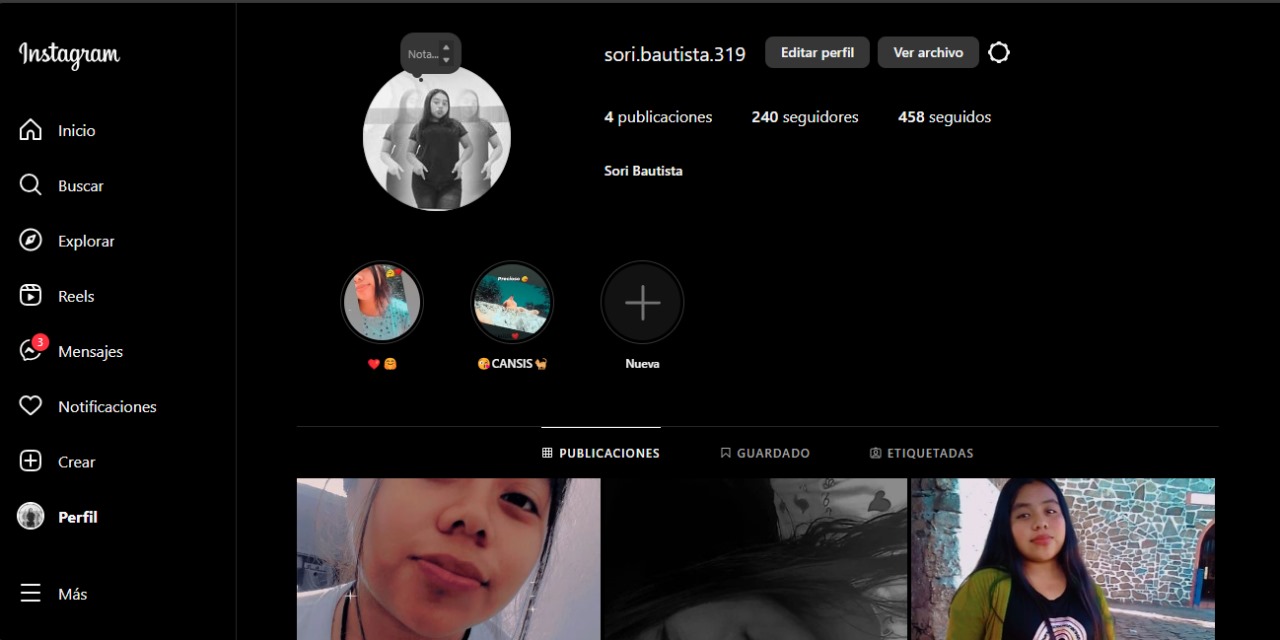 Instagram
Inicio
Buscar
Explorar
Reels
3
Mensajes
Notificaciones
Crear
Perfil
Más
Nota...
sori.bautista.319
Editar perfil
Ver archivo
4 publicaciones
240 seguidores
458 seguidos
Sori Bautista
Precioso 😘
❤️🤗
😘CANSIS🐈
Nueva
PUBLICACIONES
GUARDADO
ETIQUETADAS